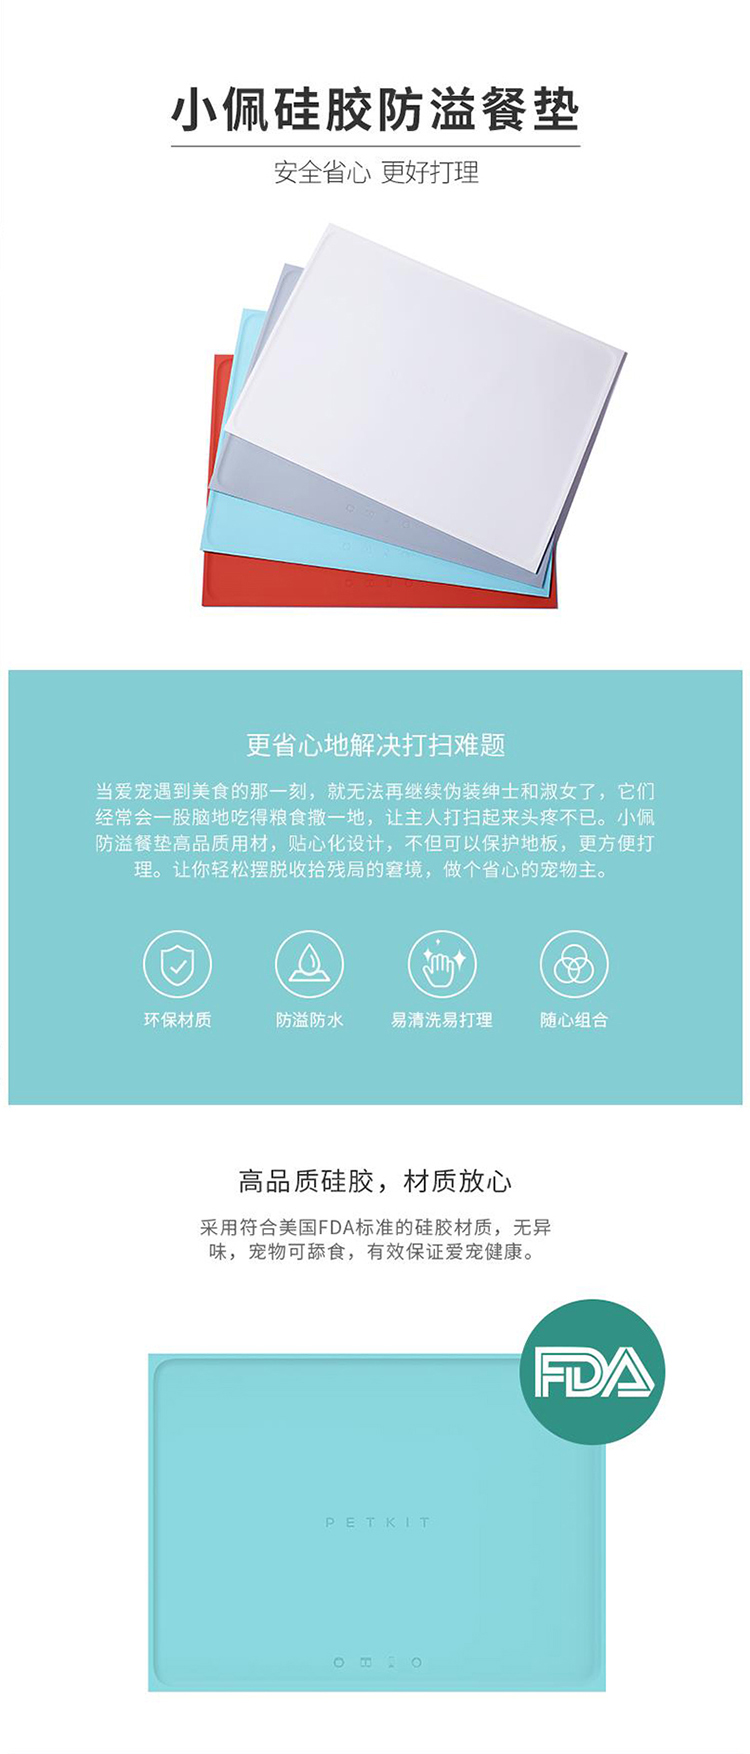 小佩硅胶防溢餐垫
安全省心 更好打理
更省心地解决打扫难题
当爱宠遇到美食的那一刻，就无法再继续伪装绅士和淑女了，它们
经常会一股脑地吃得粮食撒一地，让主人打扫起来头疼不已。小佩
防溢餐垫高品质用材，贴心化设计，不但可以保护地板，更方便打
理。让你轻松摆脱收拾残局的窘境，做个省心的宠物主。
环保材质 防溢防水 易清洗易打理 随心组合
高品质硅胶，材质放心
采用符合美国FDA标准的硅胶材质，无异
味，宠物可舔食，有效保证爱宠健康。
FDA
PETKIT